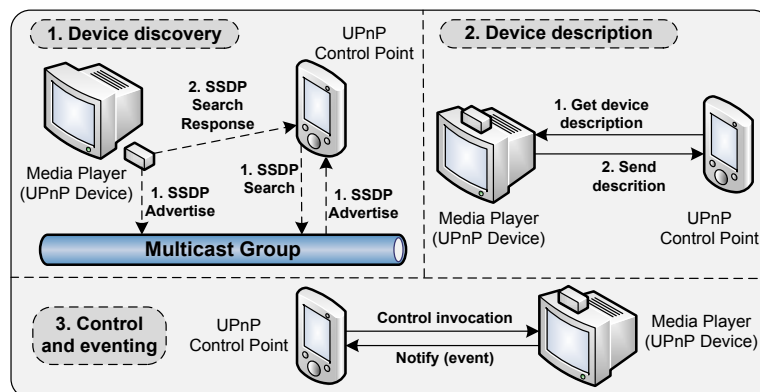 1. Device discovery
UPnP
Control Point
2. SSDP
Search
Response
Media Player
(UPnP Device)
1. SSDP
Advertise
1. SSDP
Search
1. SSDP
Advertise
Multicast Group
2. Device description
1. Get device
description
2. Send
descrition
Media Player
(UPnP Device)
UPnP
Control Point
3. Control
and eventing
UPnP
Control Point
Control invocation
Notify (event)
Media Player
(UPnP Device)